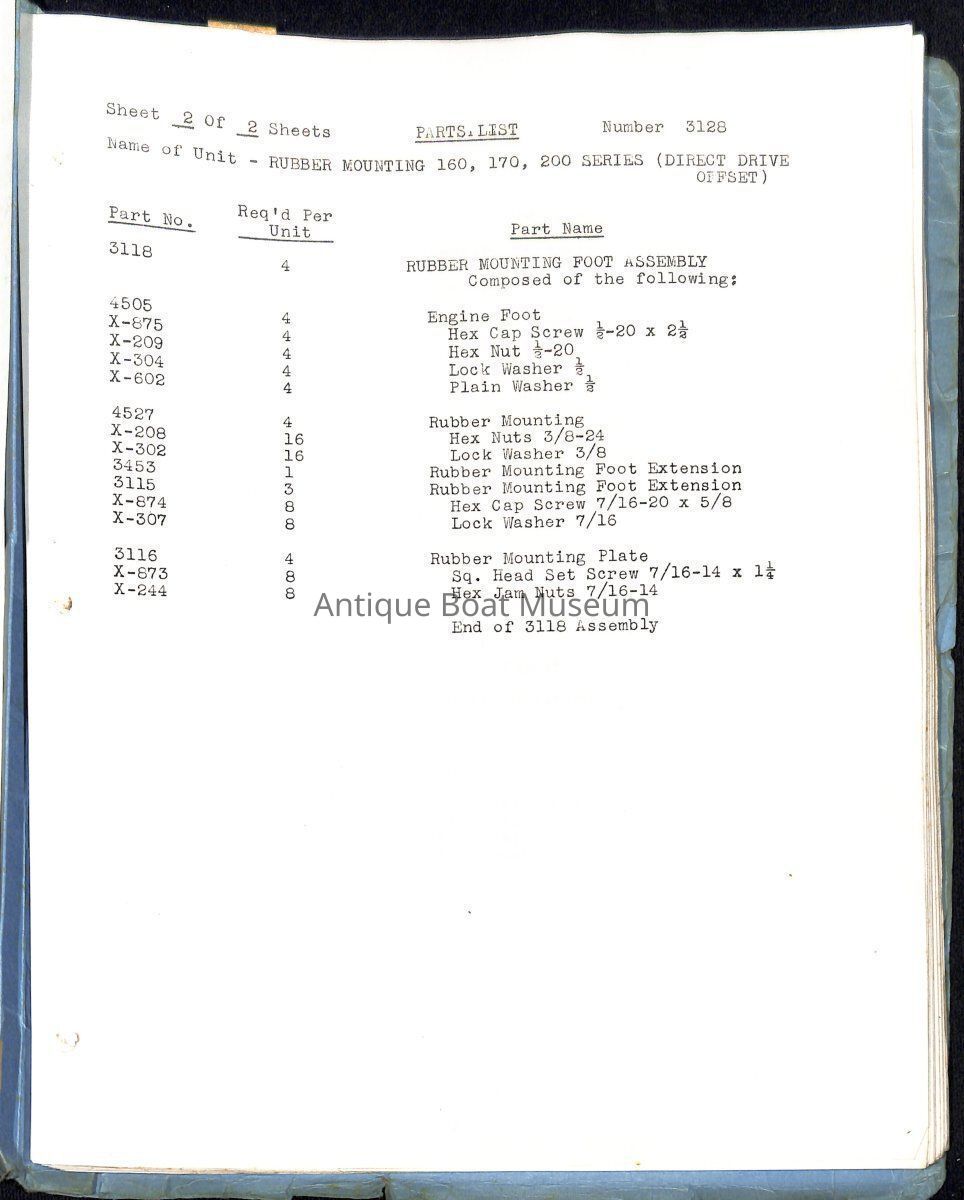 Sheet 2 Of 2 Sheets PARTS LIST Number 3128
Name of Unit - RUBBER MOUNTING 160, 170, 200 SERIES (DIRECT DRIVE
OFFSET)
Part No. Req'd Per
Unit Part Name
3118 4 RUBBER MOUNTING FOOT ASSEMBLY
Composed of the following:
4505 4 Engine Foot
X-875 4 Hex Cap Screw ½-20 x 2½
X-209 4 Hex Nut ½-20
X-304 4 Lock Washer ½
X-602 4 Plain Washer ½
4527 4 Rubber Mounting
X-208 16 Hex Nuts 3/8-24
X-302 16 Lock Washer 3/8
3453 1 Rubber Mounting Foot Extension
3115 3 Rubber Mounting Foot Extension
X-874 8 Hex Cap Screw 7/16-20 x 5/8
X-307 8 Lock Washer 7/16
3116 4 Rubber Mounting Plate
X-873 8 Sq. Head Set Screw 7/16-14 x 1¼
X-244 8 Hex Jam Nuts 7/16-14
Antique Boat Museum
End of 3118 Assembly